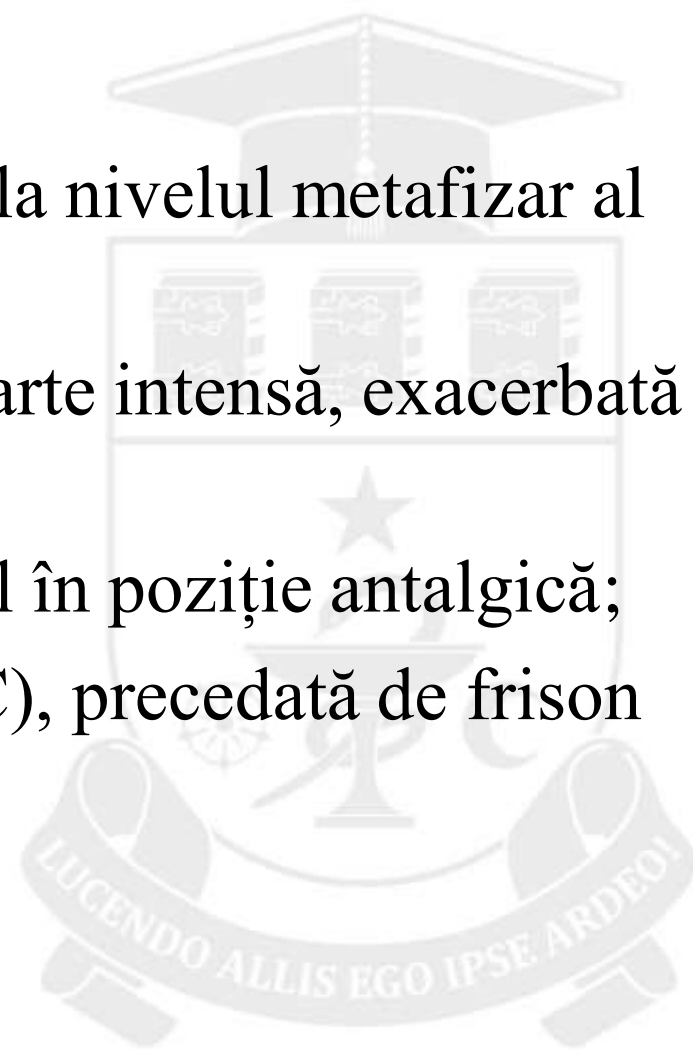 la nivelul metafizar al
arte intensă, exacerbată
l în poziție antalgică;
C), precedată de frison
LUCENDO ALLIS EGO IPSE ARDEO!